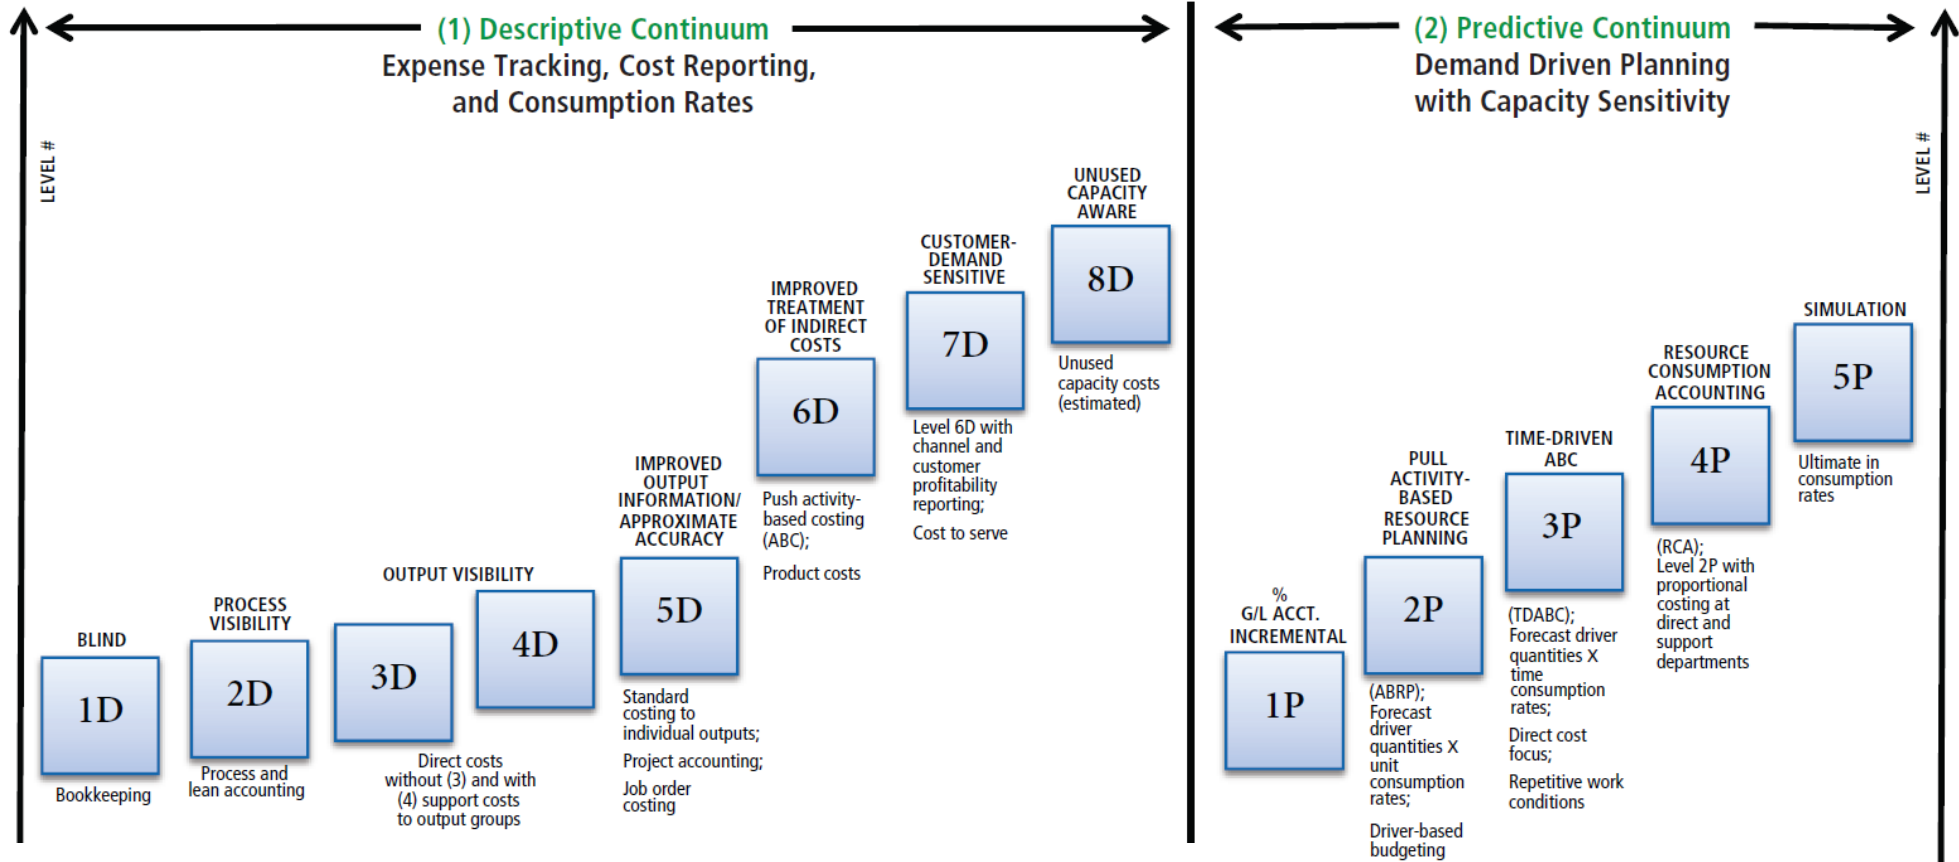 (1) Descriptive Continuum
Expense Tracking, Cost Reporting,
and Consumption Rates
LEVEL #
BLIND
1D
Bookkeeping
PROCESS
VISIBILITY
2D
Process and
lean accounting
OUTPUT VISIBILITY
3D
4D
Direct costs
without (3) and with
(4) support costs
to output groups
IMPROVED
OUTPUT
INFORMATION/
APPROXIMATE
ACCURACY
5D
Standard
costing to
individual outputs;
Project accounting;
Job order
costing
IMPROVED
TREATMENT
OF INDIRECT
COSTS
6D
Push activity-
based costing
(ABC);
Product costs
CUSTOMER-
DEMAND
SENSITIVE
7D
Level 6D with
channel and
customer
profitability
reporting;
Cost to serve
UNUSED
CAPACITY
AWARE
8D
Unused
capacity costs
(estimated)
(2) Predictive Continuum
Demand Driven Planning
with Capacity Sensitivity
LEVEL #
%
G/L ACCT.
INCREMENTAL
1P
PULL
ACTIVITY-
BASED
RESOURCE
PLANNING
2P
(ABRP);
Forecast
driver
quantities X
unit
consumption
rates;
Driver-based
budgeting
TIME-DRIVEN
ABC
3P
(TDABC);
Forecast driver
quantities X
time
consumption
rates;
Direct cost
focus;
Repetitive work
conditions
RESOURCE
CONSUMPTION
ACCOUNTING
4P
(RCA);
Level 2P with
proportional
costing at
direct and
support
departments
SIMULATION
5P
Ultimate in
consumption
rates